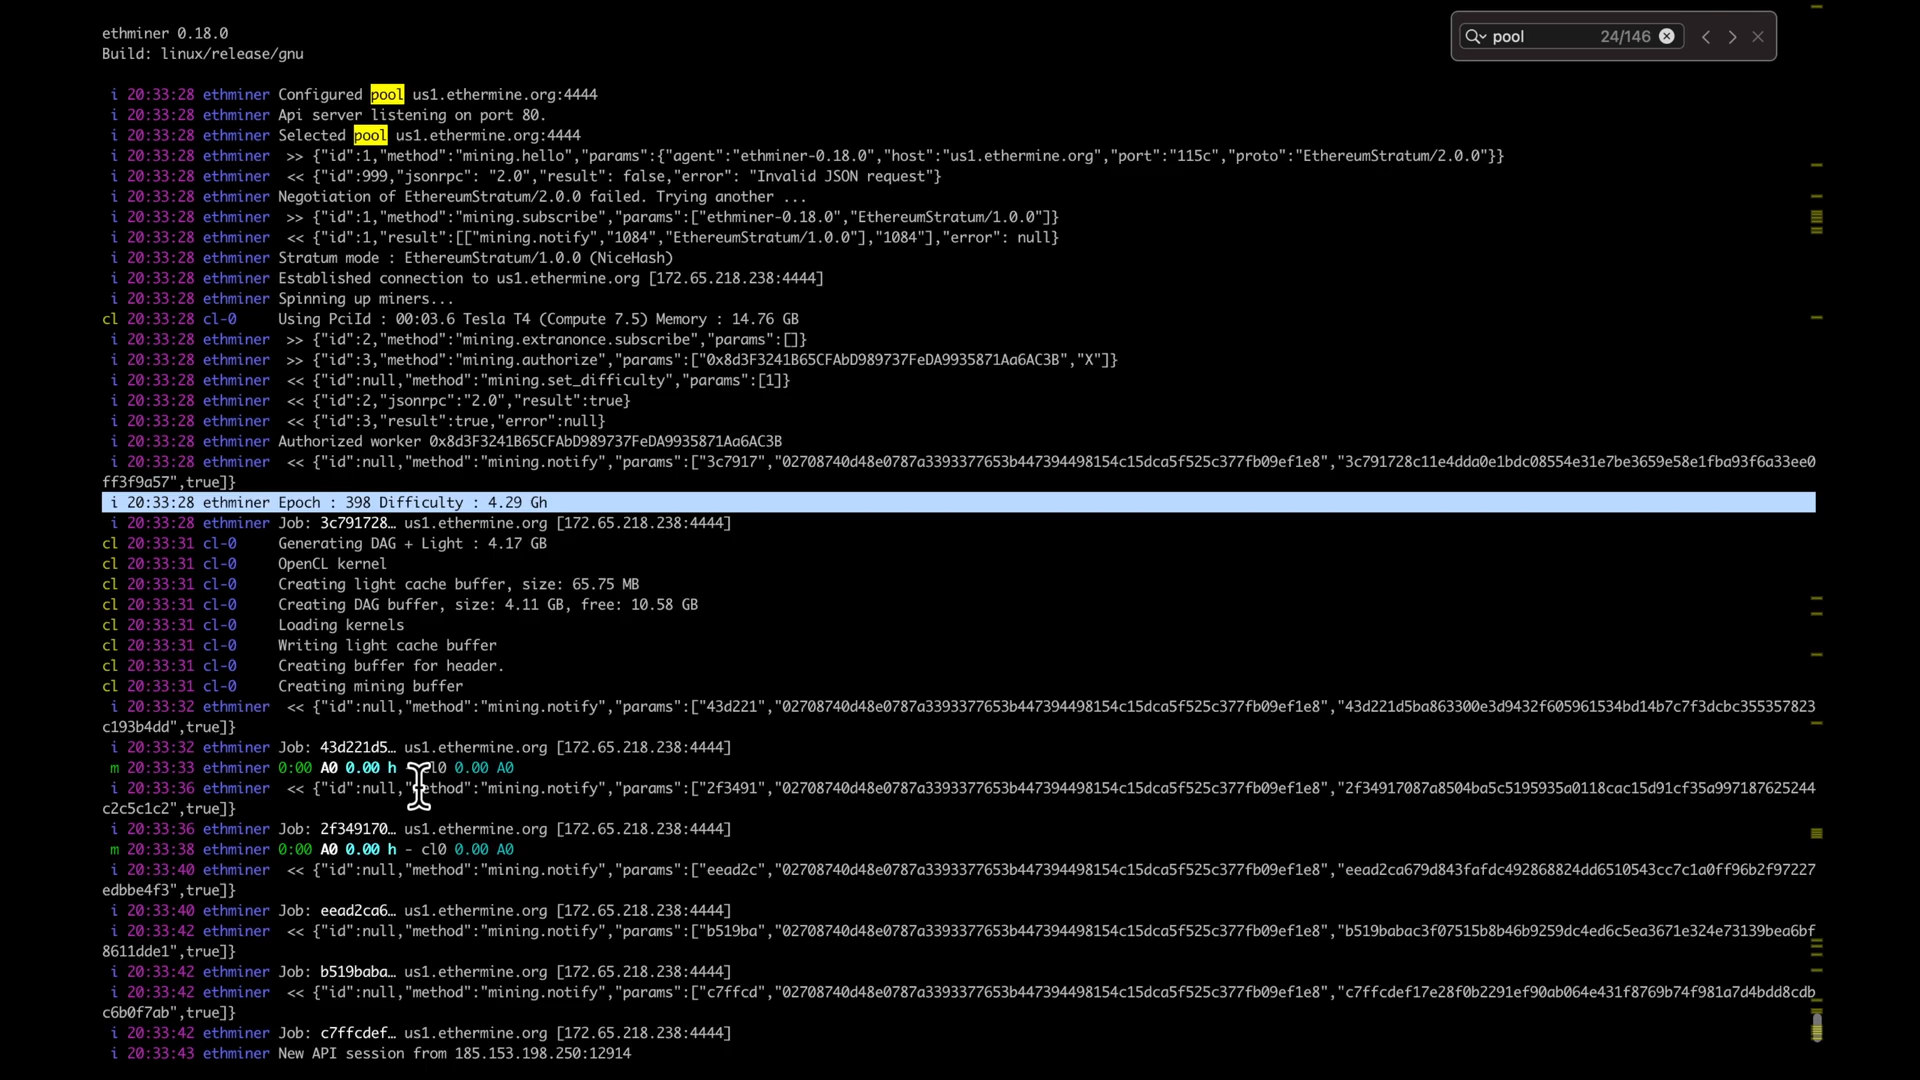 ethminer 0.18.0
Build: linux/release/gnu
pool 24/146
i 20:33:28 ethminer Configured pool us1.ethermine.org:4444
i 20:33:28 ethminer Api server listening on port 80.
i 20:33:28 ethminer Selected pool us1.ethermine.org:4444
i 20:33:28 ethminer >> {"id":1,"method":"mining.hello","params":{"agent":"ethminer-0.18.0","host":"us1.ethermine.org","port":"115c","proto":"EthereumStratum/2.0.0"}}
i 20:33:28 ethminer << {"id":999,"jsonrpc": "2.0","result": false,"error": "Invalid JSON request"}
i 20:33:28 ethminer Negotiation of EthereumStratum/2.0.0 failed. Trying another ...
i 20:33:28 ethminer >> {"id":1,"method":"mining.subscribe","params":["ethminer-0.18.0","EthereumStratum/1.0.0"]}
i 20:33:28 ethminer << {"id":1,"result":[["mining.notify","1084","EthereumStratum/1.0.0"],"1084"],"error": null}
i 20:33:28 ethminer Stratum mode : EthereumStratum/1.0.0 (NiceHash)
i 20:33:28 ethminer Established connection to us1.ethermine.org [172.65.218.238:4444]
i 20:33:28 ethminer Spinning up miners...
cl 20:33:28 cl-0 Using PciId : 00:03.6 Tesla T4 (Compute 7.5) Memory : 14.76 GB
i 20:33:28 ethminer >> {"id":2,"method":"mining.extranonce.subscribe","params":[]}
i 20:33:28 ethminer >> {"id":3,"method":"mining.authorize","params":["0x8d3F3241B65CFAbD989737FeDA9935871Aa6AC3B","X"]}
i 20:33:28 ethminer << {"id":null,"method":"mining.set_difficulty","params":[1]}
i 20:33:28 ethminer << {"id":2,"jsonrpc":"2.0","result":true}
i 20:33:28 ethminer << {"id":3,"result":true,"error":null}
i 20:33:28 ethminer Authorized worker 0x8d3F3241B65CFAbD989737FeDA9935871Aa6AC3B
i 20:33:28 ethminer << {"id":null,"method":"mining.notify","params":["3c7917","02708740d48e0787a3393377653b447394498154c15dca5f525c377fb09ef1e8","3c791728c11e4dda0e1bdc08554e31e7be3659e58e1fba93f6a33ee0
ff3f9a57",true]}
i 20:33:28 ethminer Epoch : 398 Difficulty : 4.29 Gh
i 20:33:28 ethminer Job: 3c791728… us1.ethermine.org [172.65.218.238:4444]
cl 20:33:31 cl-0 Generating DAG + Light : 4.17 GB
cl 20:33:31 cl-0 OpenCL kernel
cl 20:33:31 cl-0 Creating light cache buffer, size: 65.75 MB
cl 20:33:31 cl-0 Creating DAG buffer, size: 4.11 GB, free: 10.58 GB
cl 20:33:31 cl-0 Loading kernels
cl 20:33:31 cl-0 Writing light cache buffer
cl 20:33:31 cl-0 Creating buffer for header.
cl 20:33:31 cl-0 Creating mining buffer
i 20:33:32 ethminer << {"id":null,"method":"mining.notify","params":["43d221","02708740d48e0787a3393377653b447394498154c15dca5f525c377fb09ef1e8","43d221d5ba863300e3d9432f605961534bd14b7c7f3dcbc355357823
c193b4dd",true]}
i 20:33:32 ethminer Job: 43d221d5… us1.ethermine.org [172.65.218.238:4444]
m 20:33:33 ethminer 0:00 A0 0.00 h - cl0 0.00 A0
i 20:33:36 ethminer << {"id":null,"method":"mining.notify","params":["2f3491","02708740d48e0787a3393377653b447394498154c15dca5f525c377fb09ef1e8","2f34917087a8504ba5c5195935a0118cac15d91cf35a997187625244
c2c5c1c2",true]}
i 20:33:36 ethminer Job: 2f349170… us1.ethermine.org [172.65.218.238:4444]
m 20:33:38 ethminer 0:00 A0 0.00 h - cl0 0.00 A0
i 20:33:40 ethminer << {"id":null,"method":"mining.notify","params":["eead2c","02708740d48e0787a3393377653b447394498154c15dca5f525c377fb09ef1e8","eead2ca679d843fafdc492868824dd6510543cc7c1a0ff96b2f97227
edbbe4f3",true]}
i 20:33:40 ethminer Job: eead2ca6… us1.ethermine.org [172.65.218.238:4444]
i 20:33:42 ethminer << {"id":null,"method":"mining.notify","params":["b519ba","02708740d48e0787a3393377653b447394498154c15dca5f525c377fb09ef1e8","b519babac3f07515b8b46b9259dc4ed6c5ea3671e324e73139bea6bf
8611dde1",true]}
i 20:33:42 ethminer Job: b519baba… us1.ethermine.org [172.65.218.238:4444]
i 20:33:42 ethminer << {"id":null,"method":"mining.notify","params":["c7ffcd","02708740d48e0787a3393377653b447394498154c15dca5f525c377fb09ef1e8","c7ffcdef17e28f0b2291ef90ab064e431f8769b74f981a7d4bdd8cdb
c6b0f7ab",true]}
i 20:33:42 ethminer Job: c7ffcdef… us1.ethermine.org [172.65.218.238:4444]
i 20:33:43 ethminer New API session from 185.153.198.250:12914